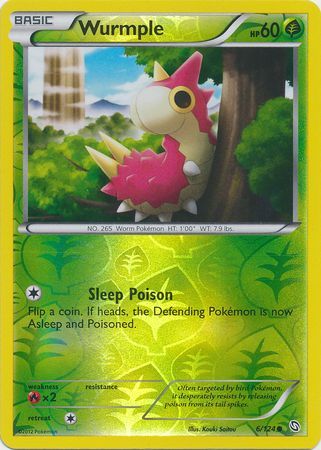 BASIC
Wurmple
HP60
NO. 265 Worm Pokémon HT: 1'00" WT: 7.9 lbs.
Sleep Poison
Flip a coin. If heads, the Defending Pokémon is now
Asleep and Poisoned.
weakness
resistance
×2
retreat
Often targeted by bird Pokémon,
it desperately resists by releasing
poison from its tail spikes.
©2012 Pokémon
Illus. Kouki Saitou
6/124